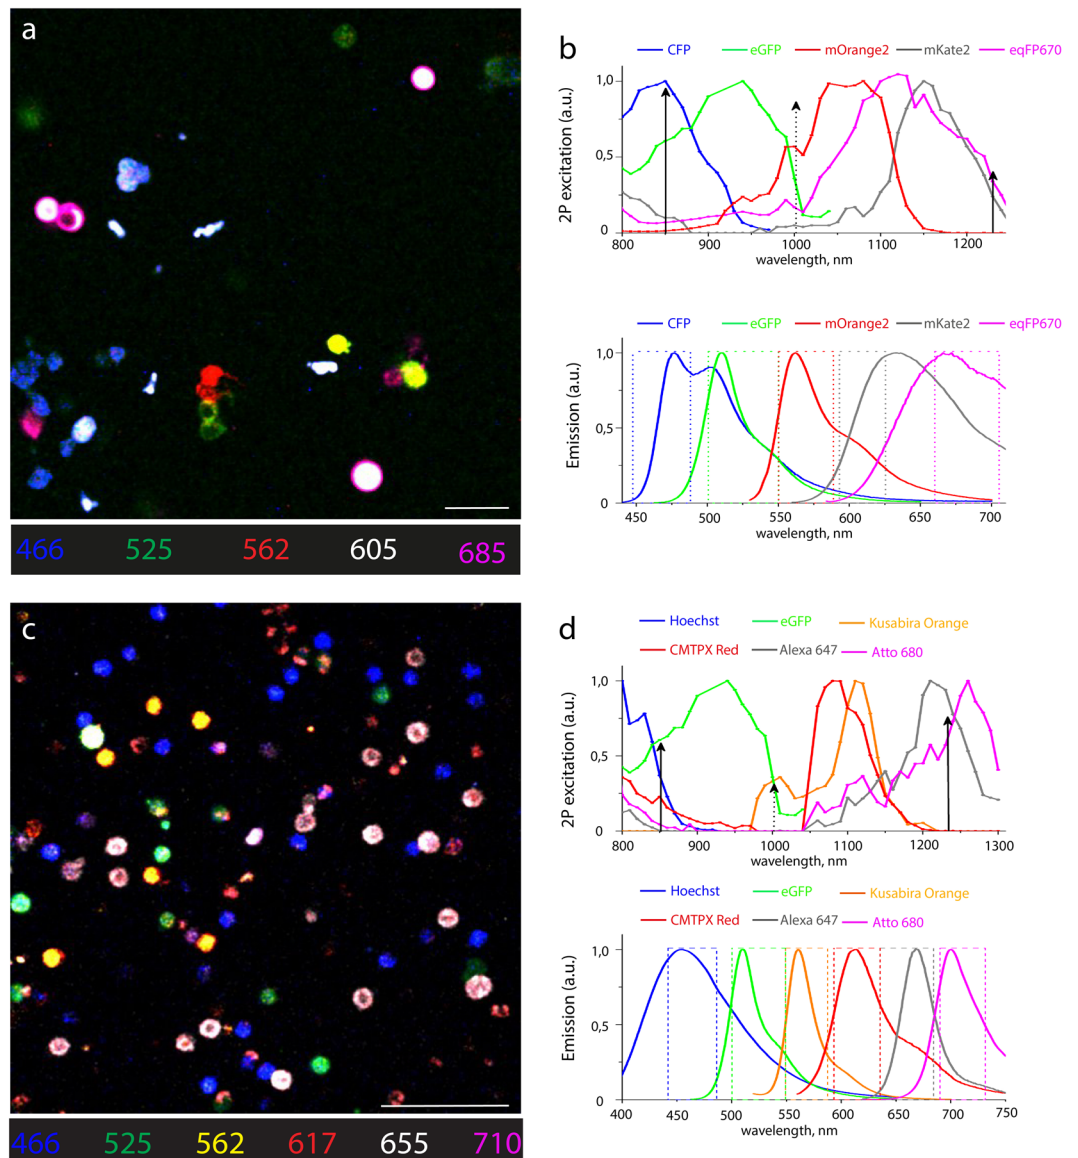 a
466 525 562 605 685
b
CFP eGFP mOrange2 mKate2 eqFP670
2P excitation (a.u.)
1,0
0,5
0
800 900 1000 1100 1200
wavelength, nm
CFP eGFP mOrange2 mKate2 eqFP670
Emission (a.u.)
1,0
0,5
0
450 500 550 600 650 700
wavelength, nm
c
466 525 562 617 655 710
d
Hoechst eGFP Kusabira Orange
CMTPX Red Alexa 647 Atto 680
2P excitation (a.u.)
1,0
0,5
0
800 900 1000 1100 1200 1300
wavelength, nm
Hoechst eGFP Kusabira Orange
CMTPX Red Alexa 647 Atto 680
Emission (a.u.)
1,0
0,5
0
400 450 500 550 600 650 700 750
wavelength, nm